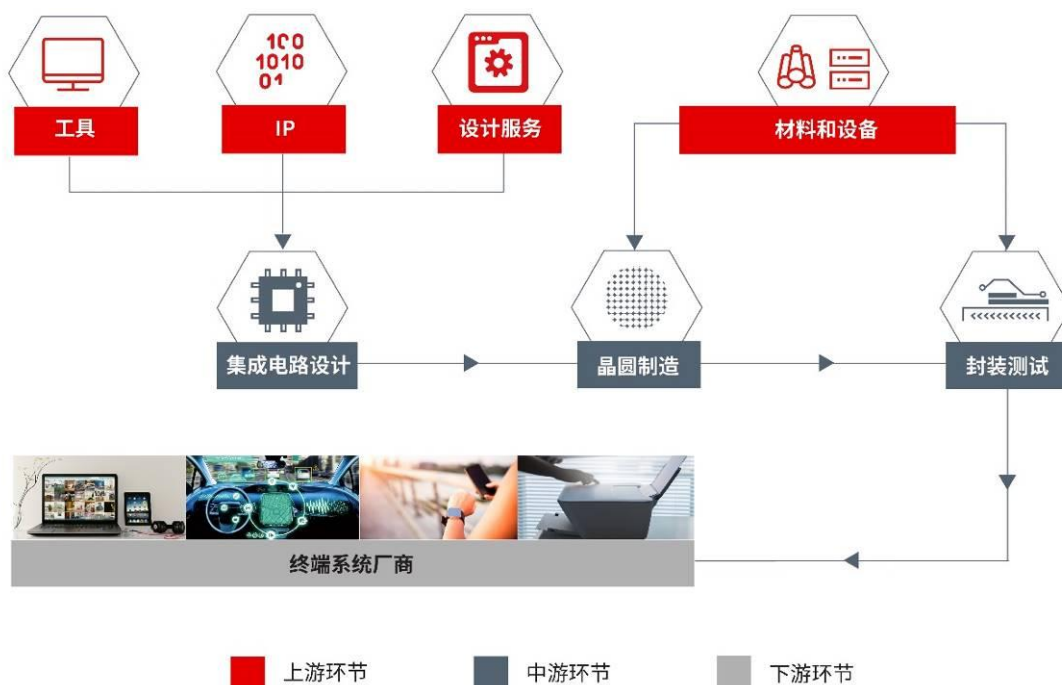 工具
IP
设计服务
材料和设备
集成电路设计
晶圆制造
封装测试
终端系统厂商
上游环节
中游环节
下游环节